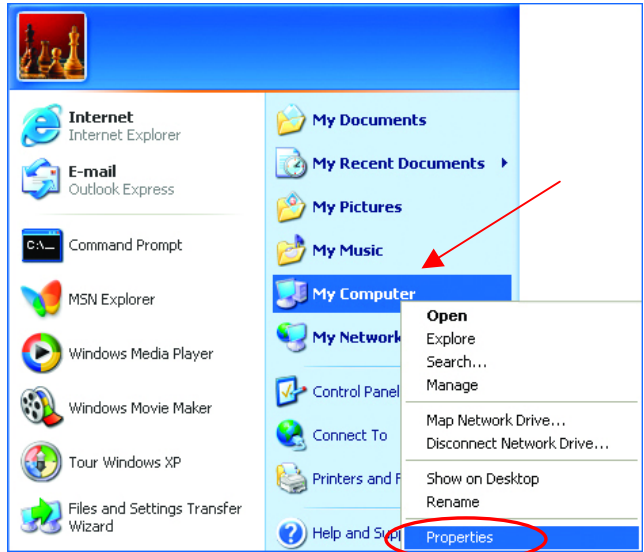 Internet
Internet Explorer
E-mail
Outlook Express
C:\_
Command Prompt
MSN Explorer
Windows Media Player
Windows Movie Maker
Tour Windows XP
Files and Settings Transfer
Wizard
My Documents
My Recent Documents
My Pictures
My Music
My Computer
My Network
Control Panel
Connect To
Printers and F
Help and Sup
Open
Explore
Search...
Manage
Map Network Drive...
Disconnect Network Drive...
Show on Desktop
Rename
Properties